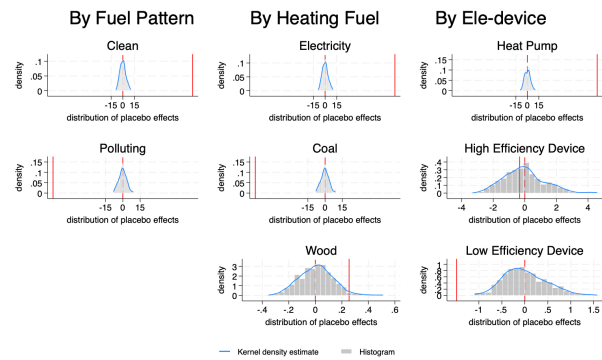 By Fuel Pattern
By Heating Fuel
By Ele-device
Clean
density
.1
.05
0
-15 0 15
distribution of placebo effects
Electricity
density
.1
.05
0
-15 0 15
distribution of placebo effects
Heat Pump
density
.15
.1
.05
0
-15 0 15
distribution of placebo effects
Polluting
density
.15
.1
.05
0
-15 0 15
distribution of placebo effects
Coal
density
.15
.1
.05
0
-15 0 15
distribution of placebo effects
High Efficiency Device
density
.4
.3
.2
.1
0
-4 -2 0 2 4
distribution of placebo effects
Wood
density
3
2
1
0
-.4 -.2 0 .2 .4 .6
distribution of placebo effects
Low Efficiency Device
density
1
.8
.2
0
-1 -.5 0 .5 1 1.5
distribution of placebo effects
Kernel density estimate
Histogram